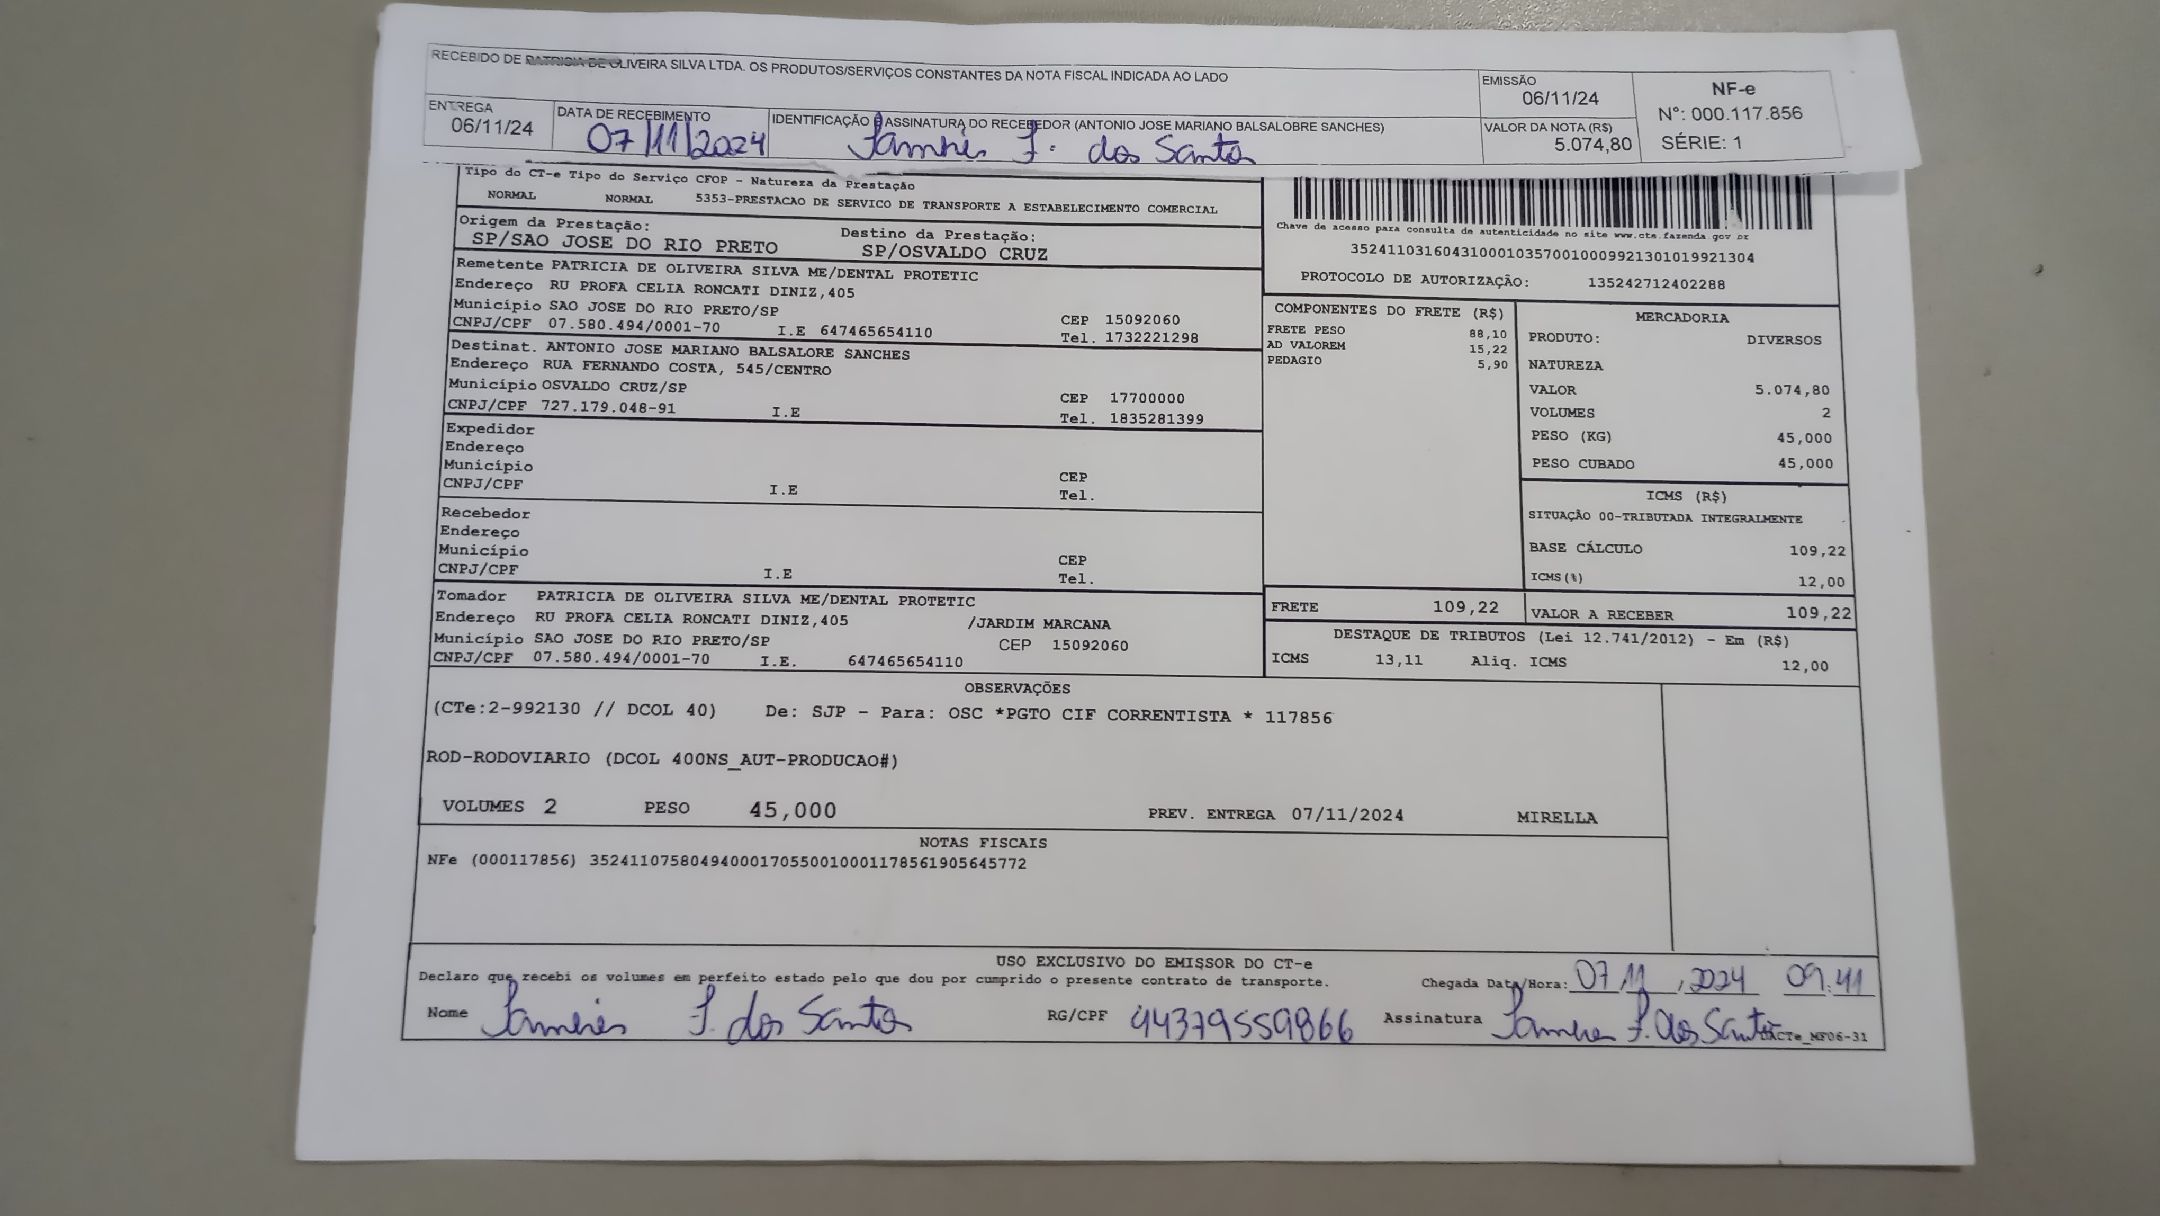 RECEBIDO DE PATRICIA DE OLIVEIRA SILVA LTDA. OS PRODUTOS/SERVIÇOS CONSTANTES DA NOTA FISCAL INDICADA AO LADO
EMISSÃO
06/11/24
NF-e
Nº: 000.117.856
SÉRIE: 1
ENTREGA
06/11/24
DATA DE RECEBIMENTO
07/11/2024
IDENTIFICAÇÃO E ASSINATURA DO RECEBEDOR (ANTONIO JOSE MARIANO BALSALOBRE SANCHES)
dos Santos
VALOR DA NOTA (R$)
5.074,80
Tipo do CT-e Tipo do Serviço CFOP - Natureza da Prestação
NORMAL NORMAL 5353-PRESTACAO DE SERVICO DE TRANSPORTE A ESTABELECIMENTO COMERCIAL
Origem da Prestação: Destino da Prestação:
SP/SAO JOSE DO RIO PRETO SP/OSVALDO CRUZ
Chave de acesso para consulta de autenticidade no site www.cte.fazenda gov br
35241103160431000103570010009921301019921304
PROTOCOLO DE AUTORIZAÇÃO: 135242712402288
Remetente PATRICIA DE OLIVEIRA SILVA ME/DENTAL PROTETIC
Endereço RU PROFA CELIA RONCATI DINIZ,405
Município SAO JOSE DO RIO PRETO/SP CEP 15092060
CNPJ/CPF 07.580.494/0001-70 I.E 647465654110 Tel. 1732221298
Destinat. ANTONIO JOSE MARIANO BALSALORE SANCHES
Endereço RUA FERNANDO COSTA, 545/CENTRO
Município OSVALDO CRUZ/SP CEP 17700000
CNPJ/CPF 727.179.048-91 I.E Tel. 1835281399
Expedidor
Endereço
Município CEP
CNPJ/CPF I.E Tel.
Recebedor
Endereço
Município CEP
CNPJ/CPF I.E Tel.
Tomador PATRICIA DE OLIVEIRA SILVA ME/DENTAL PROTETIC
Endereço RU PROFA CELIA RONCATI DINIZ,405 /JARDIM MARCANA
Município SAO JOSE DO RIO PRETO/SP CEP 15092060
CNPJ/CPF 07.580.494/0001-70 I.E. 647465654110
COMPONENTES DO FRETE (R$)
FRETE PESO 88,10
AD VALOREM 15,22
PEDAGIO 5,90
MERCADORIA
PRODUTO: DIVERSOS
NATUREZA
VALOR 5.074,80
VOLUMES 2
PESO (KG) 45,000
PESO CUBADO 45,000
ICMS (R$)
SITUAÇÃO 00-TRIBUTADA INTEGRALMENTE
BASE CÁLCULO 109,22
ICMS(%) 12,00
FRETE 109,22 VALOR A RECEBER 109,22
DESTAQUE DE TRIBUTOS (Lei 12.741/2012) - Em (R$)
ICMS 13,11 Aliq. ICMS 12,00
OBSERVAÇÕES
(CTe:2-992130 // DCOL 40) De: SJP - Para: OSC *PGTO CIF CORRENTISTA * 117856
ROD-RODOVIARIO (DCOL 400NS_AUT-PRODUCAO#)
VOLUMES 2 PESO 45,000 PREV. ENTREGA 07/11/2024 MIRELLA
NOTAS FISCAIS
NFe (000117856) 35241107580494000170550010001178561905645772
USO EXCLUSIVO DO EMISSOR DO CT-e
Declaro que recebi os volumes em perfeito estado pelo que dou por cumprido o presente contrato de transporte.
Chegada Data/Hora: 07/11/2024 09:41
Nome dos Santos RG/CPF 44379559866 Assinatura dos Santos
DACTe_MF06-31